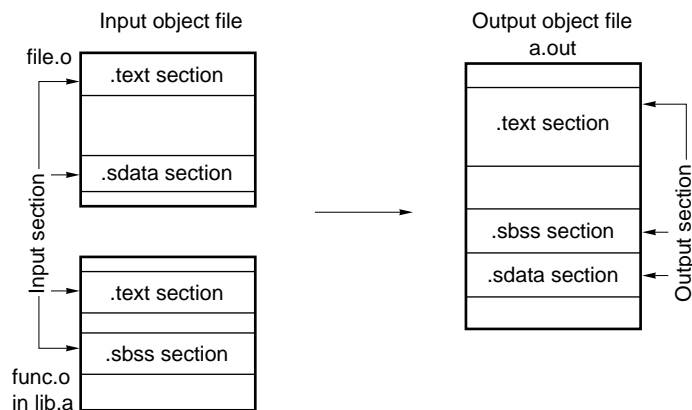 Input object file
file.o
.text section
.sdata section
Input section
.text section
.sbss section
func.o
in lib.a
Output object file
a.out
.text section
.sbss section
.sdata section
Output section